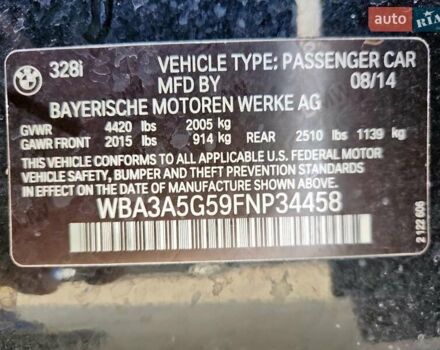 auto RIA
328i VEHICLE TYPE: PASSENGER CAR
MFD BY 08/14
BAYERISCHE MOTOREN WERKE AG
GVWR 4420 lbs 2005 kg
GAWR FRONT 2015 lbs 914 kg REAR 2510 lbs 1139 kg
THIS VEHICLE CONFORMS TO ALL APPLICABLE U.S. FEDERAL MOTOR
VEHICLE SAFETY, BUMPER AND THEFT PREVENTION STANDARDS
IN EFFECT ON THE DATE OF MANUFACTURE SHOWN ABOVE.
WBA3A5G59FNP34458
2 122 606